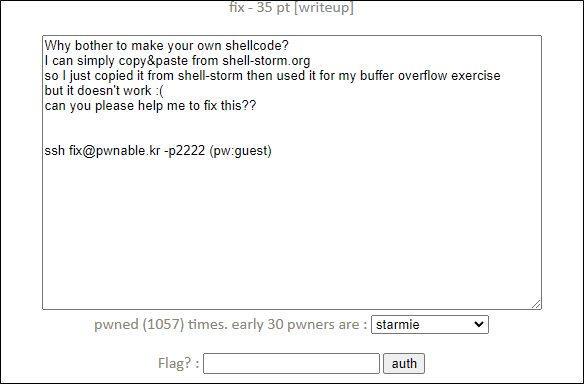 fix - 35 pt [writeup]
Why bother to make your own shellcode?
I can simply copy&paste from shell-storm.org
so I just copied it from shell-storm then used it for my buffer overflow exercise
but it doesn't work :(
can you please help me to fix this??
ssh fix@pwnable.kr -p2222 (pw:guest)
pwned (1057) times. early 30 pwners are : starmie
Flag? : auth